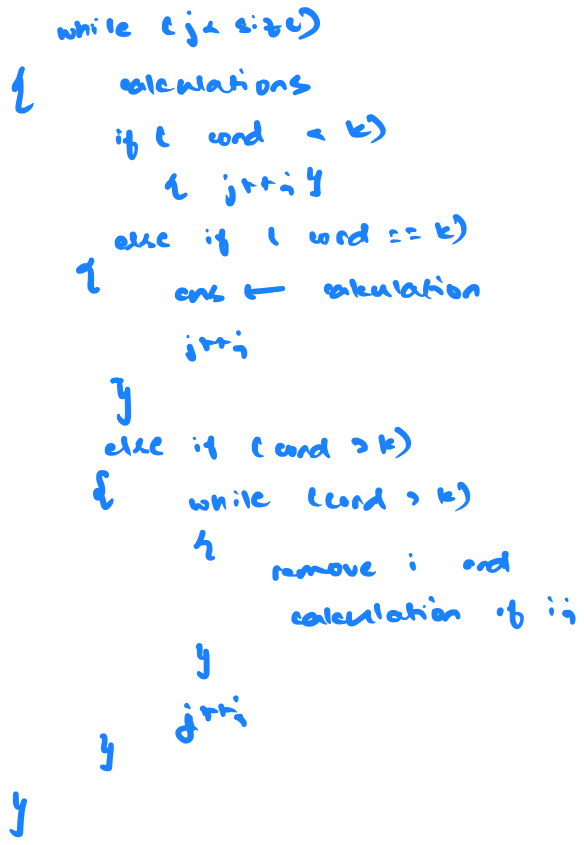 while (j < size)
{ calculations
if ( cond < k)
{ j++; }
else if ( cond == k)
{
ans ← calculation
j++;
}
else if (cond > k)
{ while (cond > k)
{
remove i and
calculation of i;
}
j++;
}
}